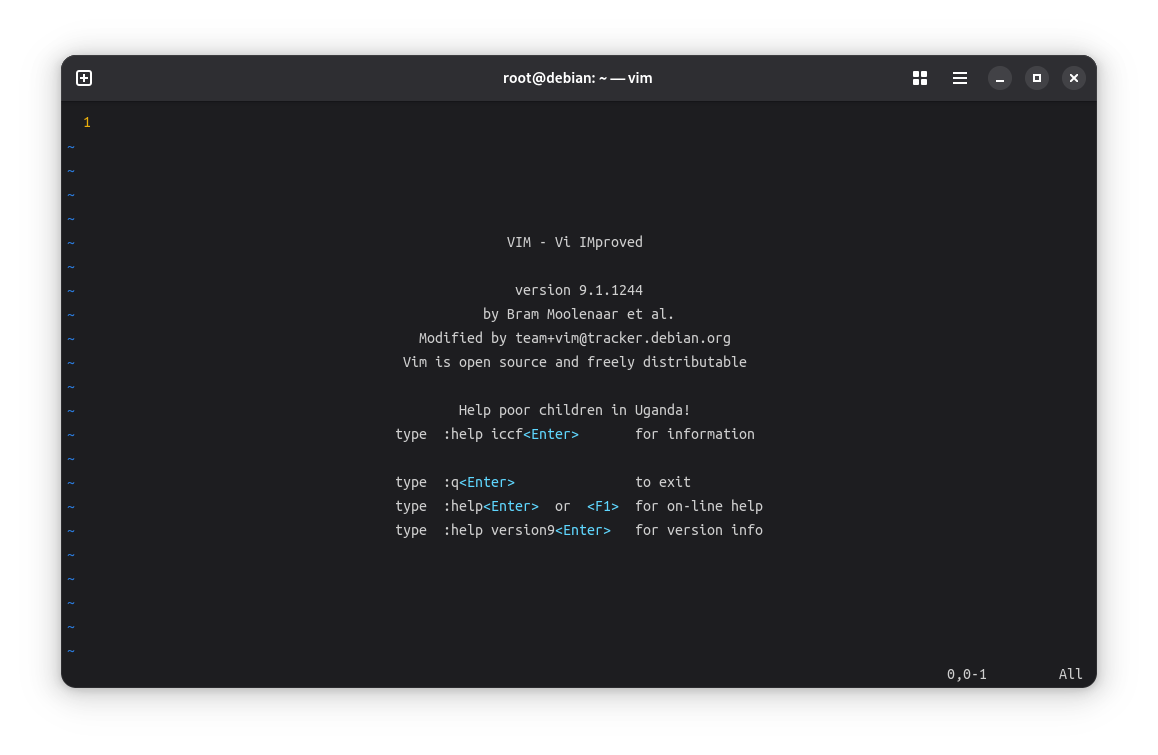 root@debian: ~ — vim
1
~
~
~
~
~
VIM - Vi IMproved
~
~
version 9.1.1244
~
by Bram Moolenaar et al.
~
Modified by team+vim@tracker.debian.org
~
Vim is open source and freely distributable
~
~
Help poor children in Uganda!
~
type  :help iccf<Enter>       for information
~
~
type  :q<Enter>               to exit
~
type  :help<Enter>  or  <F1>  for on-line help
~
type  :help version9<Enter>   for version info
~
~
~
~
~
0,0-1         All